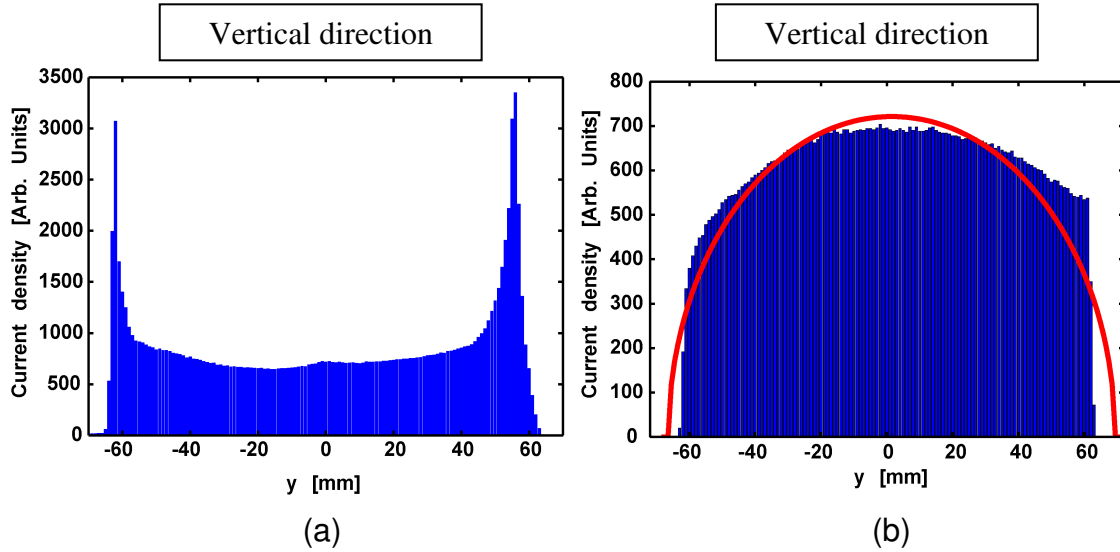 Vertical direction
3500
3000
2500
2000
1500
1000
500
0
Current density [Arb. Units]
-60 -40 -20 0 20 40 60
y [mm]
(a)
Vertical direction
800
700
600
500
400
300
200
100
0
Current density [Arb. Units]
-60 -40 -20 0 20 40 60
y [mm]
(b)